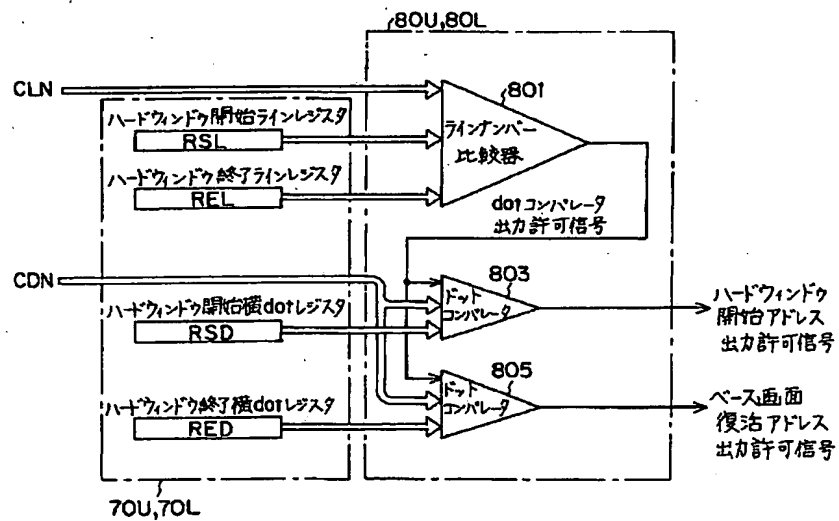 80U,80L
CLN
801
ハードウィンドウ開始ラインレジスタ
RSL
ラインナンバー
比較器
ハードウィンドウ終了ラインレジスタ
REL
dotコンパレータ
出力許可信号
CDN
803
ドット
コンパレータ
ハードウィンドウ
開始アドレス
出力許可信号
ハードウィンドウ開始横dotレジスタ
RSD
805
ドット
コンパレータ
ベース画面
復活アドレス
出力許可信号
ハードウィンドウ終了横dotレジスタ
RED
70U,70L